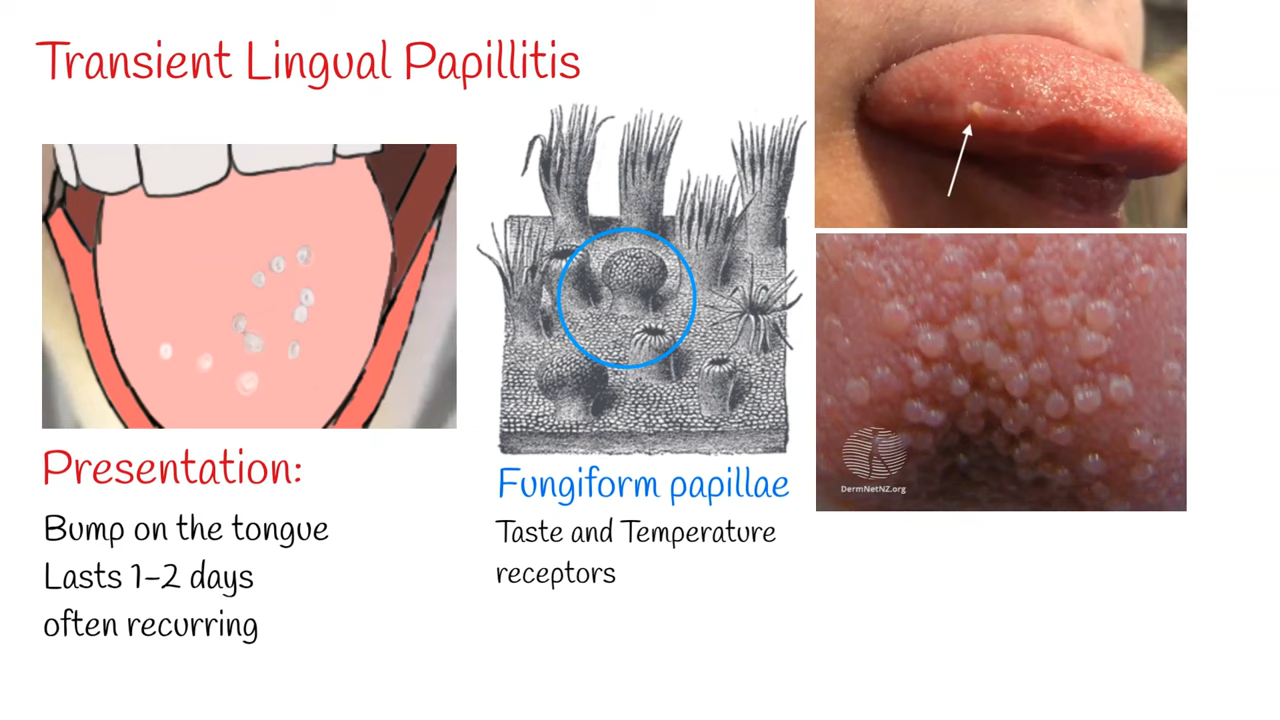 Transient Lingual Papillitis
Presentation:
Bump on the tongue
Lasts 1-2 days
often recurring
Fungiform papillae
Taste and Temperature
receptors
DermNetNZ.org